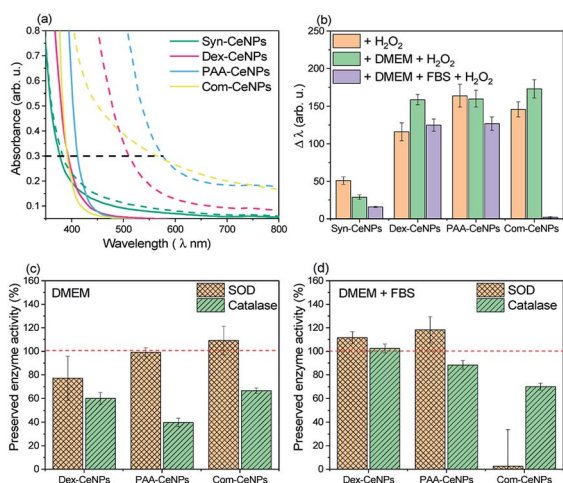 (a)
Absorbance (arb. u.)
0.8
0.7
0.6
0.5
0.4
0.3
0.2
0.1
Syn-CeNPs
Dex-CeNPs
PAA-CeNPs
Com-CeNPs
400 500 600 700 800
Wavelength ( λ nm)
(b)
Δ λ
250
200
150
100
50
0
+ H₂O₂
+ DMEM + H₂O₂
+ DMEM + FBS + H₂O₂
Syn-CeNPs Dex-CeNPs PAA-CeNPs Com-CeNPs
(c)
DMEM
SOD
Catalase
Preserved enzyme activity (%)
160
140
120
100
80
60
40
20
0
Dex-CeNPs PAA-CeNPs Com-CeNPs
(d)
DMEM + FBS
SOD
Catalase
Preserved enzyme activity (%)
160
140
120
100
80
60
40
20
0
Dex-CeNPs PAA-CeNPs Com-CeNPs